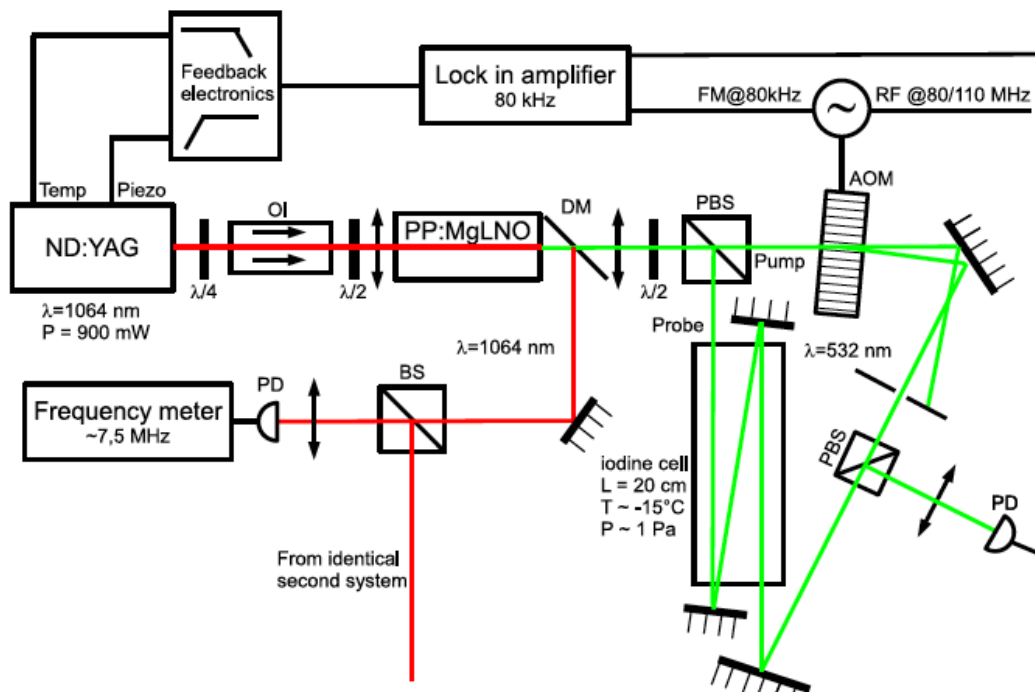 Feedback
electronics
Lock in amplifier
80 kHz
FM@80kHz
RF @80/110 MHz
~
AOM
Temp
Piezo
ND:YAG
OI
PP:MgLNO
DM
PBS
Pump
λ/4
λ/2
λ/2
λ=1064 nm
P = 900 mW
Probe
λ=532 nm
λ=1064 nm
PD
BS
Frequency meter
~7,5 MHz
PBS
iodine cell
L = 20 cm
T ~ -15°C
P ~ 1 Pa
PD
From identical
second system